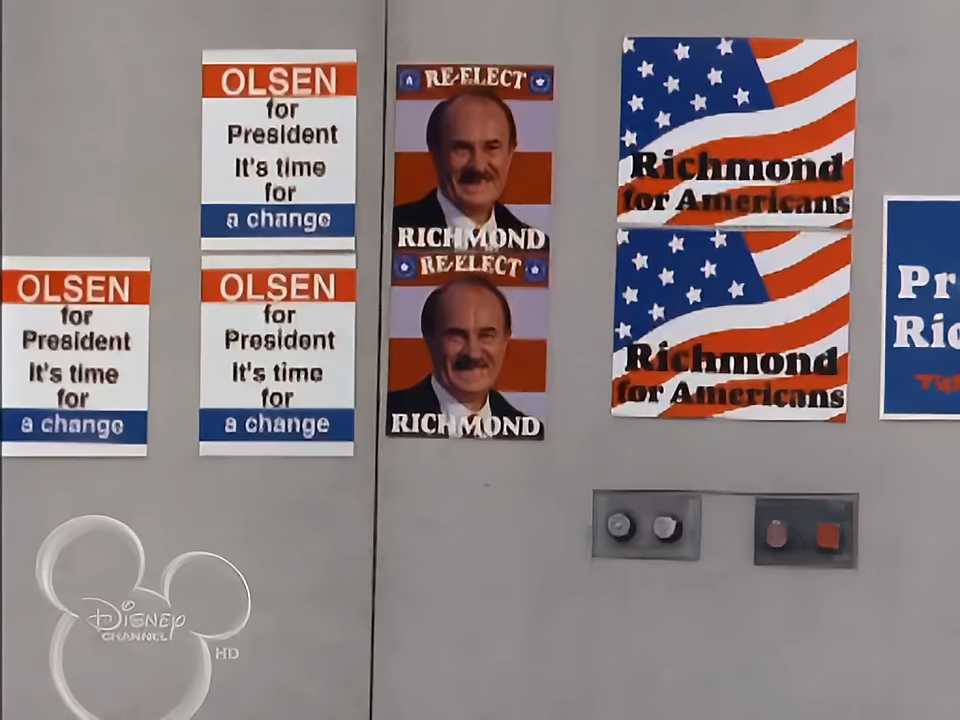 OLSEN
for
President
It's time
for
a change
OLSEN
for
President
It's time
for
a change
OLSEN
for
President
It's time
for
a change
RE-ELECT
RICHMOND
RE-ELECT
RICHMOND
Richmond
for Americans
Richmond
for Americans
Pr
Ric
DISNEY
CHANNEL
HD